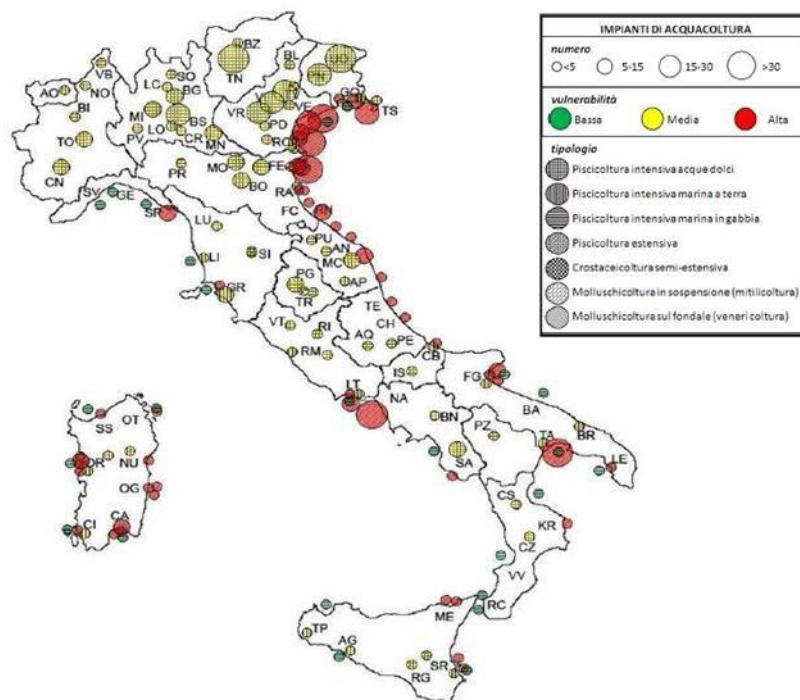 IMPIANTI DI ACQUACOLTURA
numero
<5 5-15 15-30 >30
vulnerabilità
Bassa Media Alta
tipologia
Piscicoltura intensiva acque dolci
Piscicoltura intensiva marina a terra
Piscicoltura intensiva marina in gabbia
Piscicoltura estensiva
Crostaceicoltura semi-estensiva
Molluschicoltura in sospensione (mitilicoltura)
Molluschicoltura sul fondale (venericoltura)
BZ
TN
BL
UD
PN
GO
TS
VB
AO
NO
BI
TO
CN
SO
LC
BG
MI
BS
LO
PV
CR
MN
VR
VE
PD
RO
PR
MO
BO
FE
RA
FC
RN
SV
GE
SP
LU
LI
SI
GR
PU
AN
MC
AP
PG
TR
TE
VT
RI
RM
CH
AQ
PE
IS
CB
LT
NA
BN
SA
FG
BA
PZ
TA
BR
LE
CS
KR
CZ
VV
RC
ME
TP
AG
RG
SR
SS
OT
OR
NU
OG
CA
CI